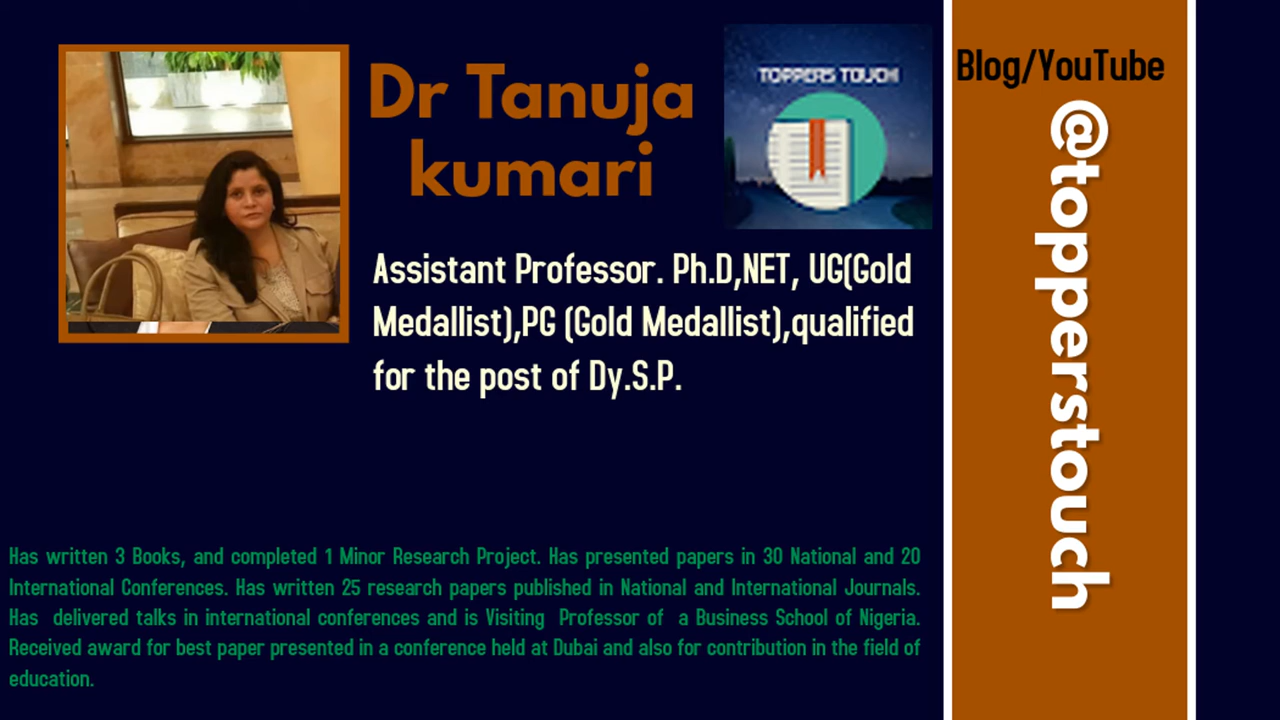 Dr Tanuja
kumari
TOPPERS TOUCH
Assistant Professor. Ph.D,NET, UG(Gold
Medallist),PG (Gold Medallist),qualified
for the post of Dy.S.P.
Has written 3 Books, and completed 1 Minor Research Project. Has presented papers in 30 National and 20
International Conferences. Has written 25 research papers published in National and International Journals.
Has delivered talks in international conferences and is Visiting Professor of a Business School of Nigeria.
Received award for best paper presented in a conference held at Dubai and also for contribution in the field of
education.
Blog/YouTube
@topperstouch